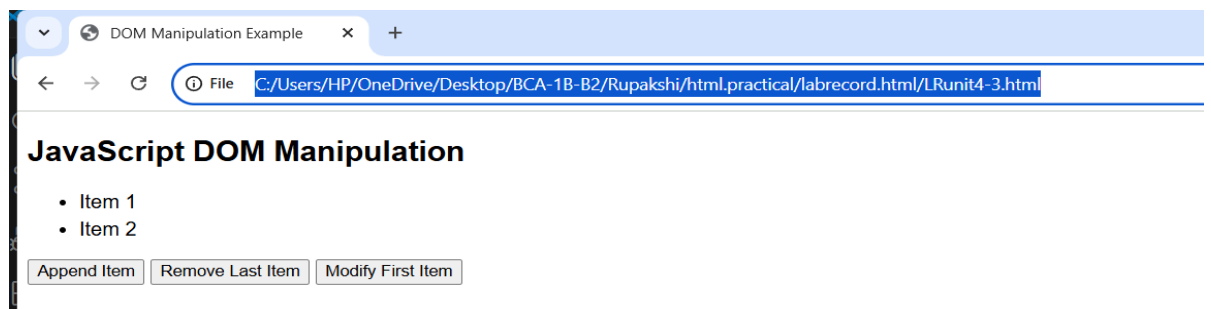 DOM Manipulation Example
File C:/Users/HP/OneDrive/Desktop/BCA-1B-B2/Rupakshi/html.practical/labrecord.html/LRunit4-3.html
JavaScript DOM Manipulation
• Item 1
• Item 2
Append Item Remove Last Item Modify First Item